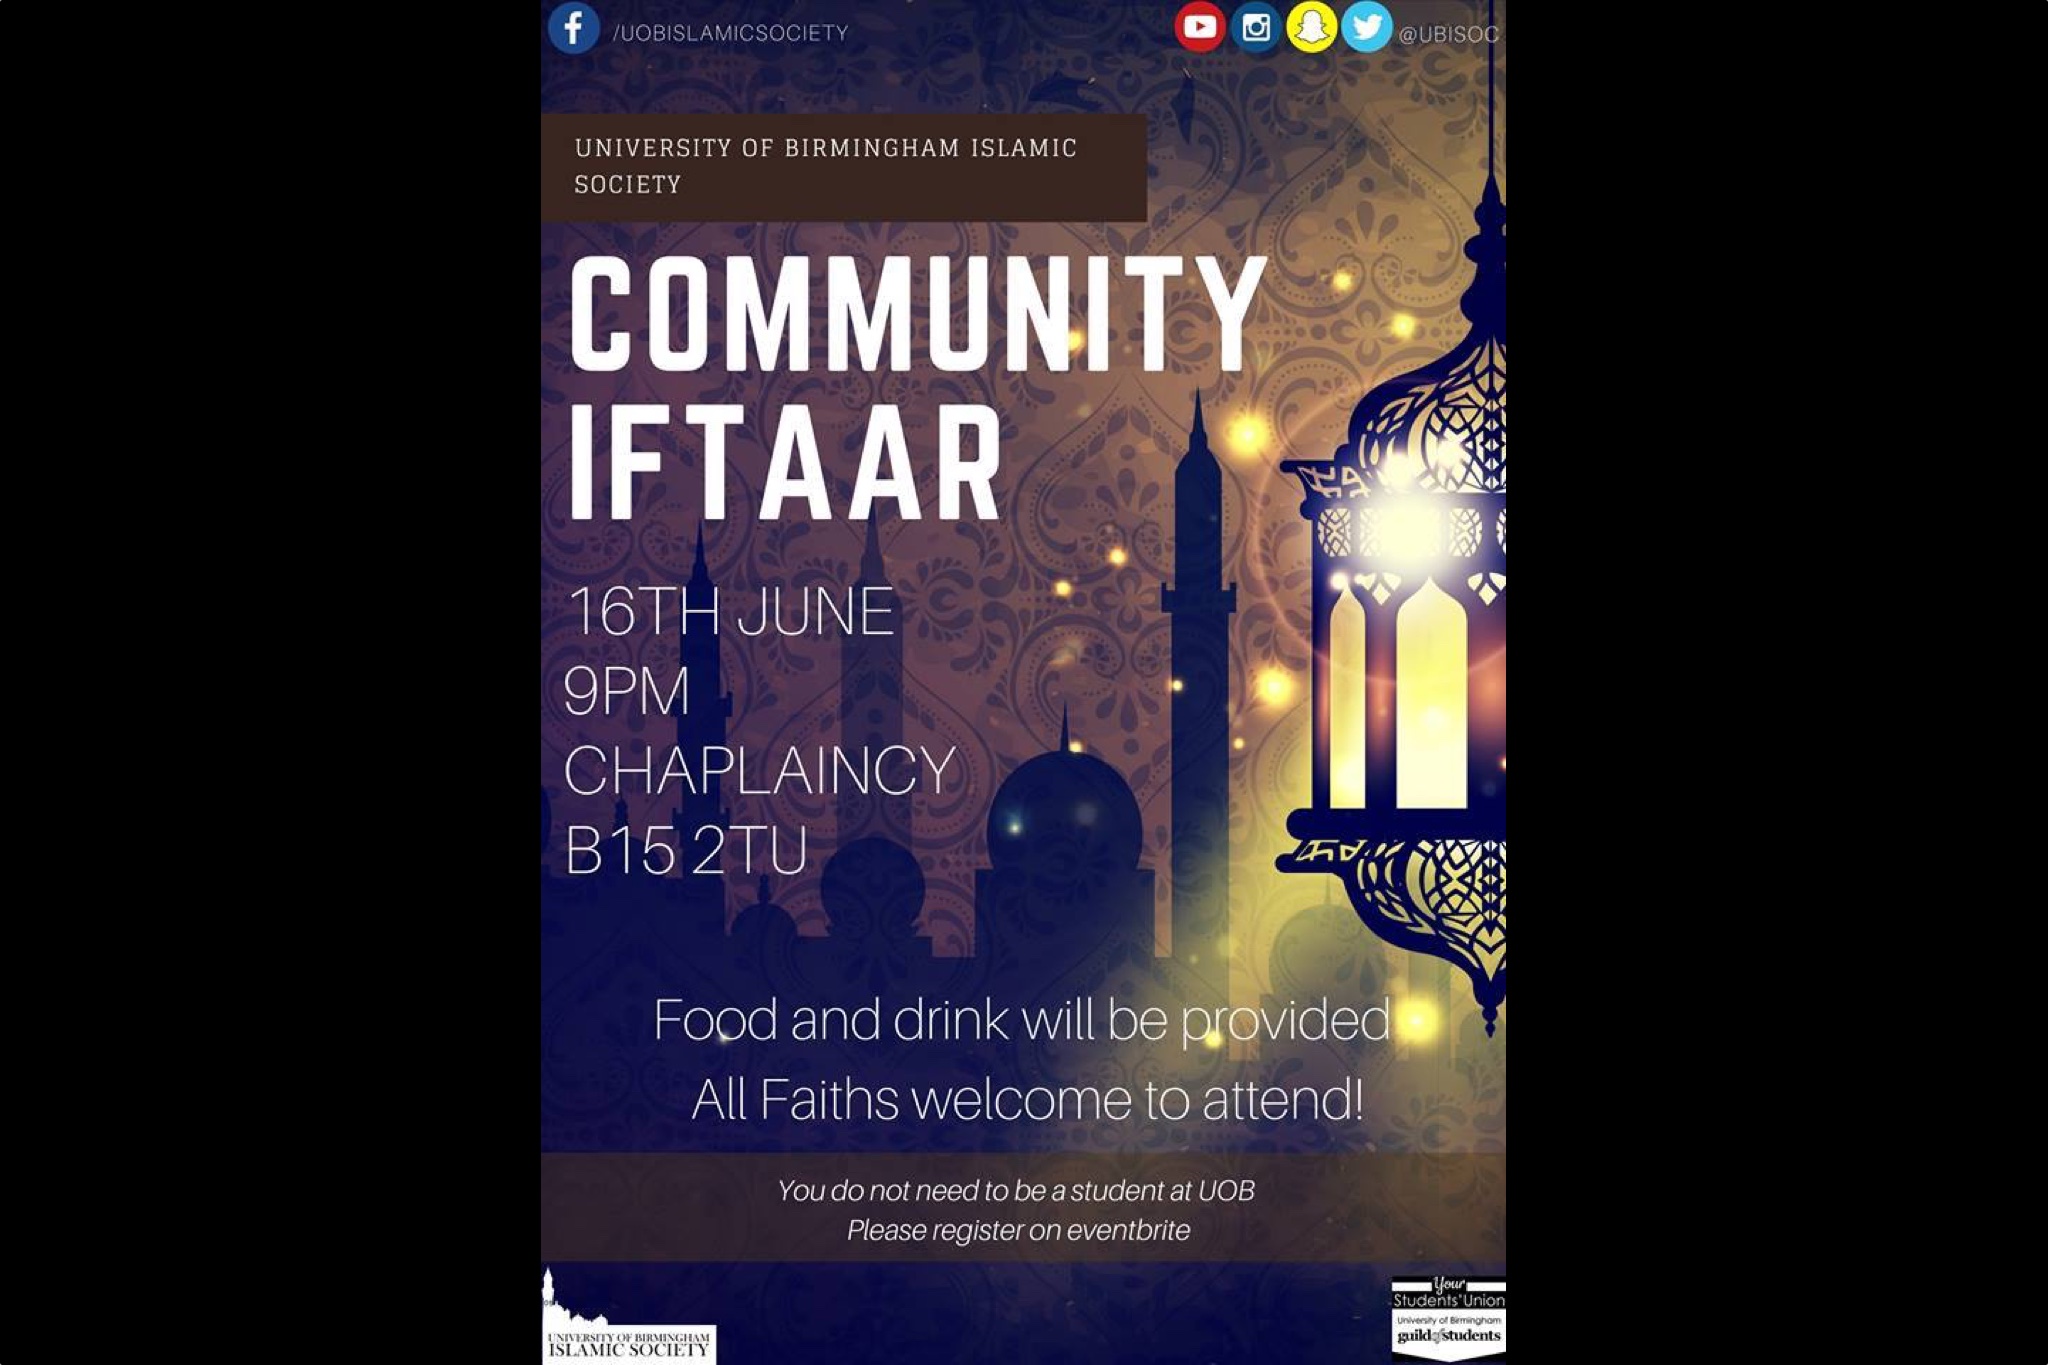 /UOBISLAMICSOCIETY
@UBISOC
UNIVERSITY OF BIRMINGHAM ISLAMIC
SOCIETY
COMMUNITY
IFTAAR
16TH JUNE
9PM
CHAPLAINCY
B15 2TU
Food and drink will be provided
All Faiths welcome to attend!
You do not need to be a student at UOB
Please register on eventbrite
UNIVERSITY OF BIRMINGHAM
ISLAMIC SOCIETY
Your
Students' Union
University of Birmingham
guild of students